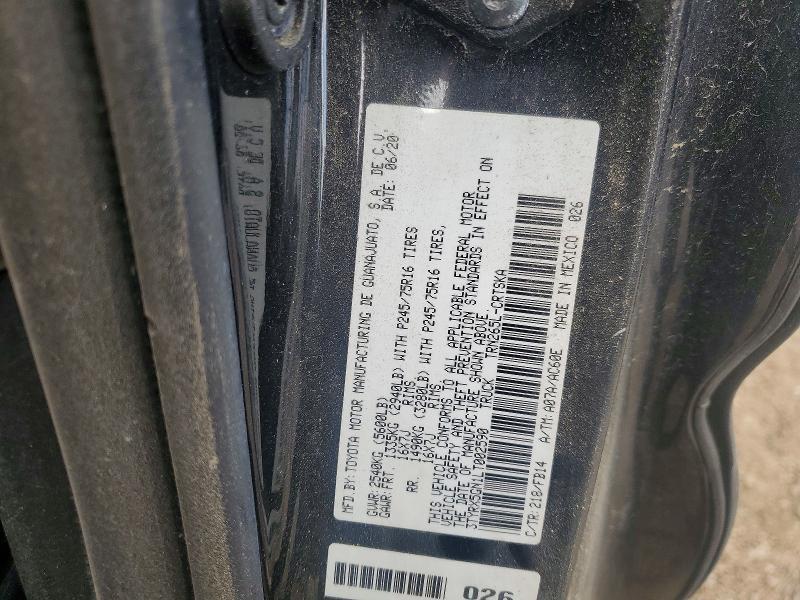 MFD.BY: TOYOTA MOTOR MANUFACTURING DE GUANAJUATO, S.A. DE C.V.
DATE: 06/20
GVWR: 2540KG (5600LB)
GAWR: FRT. 1335KG (2940LB) WITH P245/75R16 TIRES
16X7J RIMS
RR. 1490KG (3280LB) WITH P245/75R16 TIRES,
16X7J RIMS
THIS VEHICLE CONFORMS TO ALL APPLICABLE FEDERAL MOTOR
VEHICLE SAFETY AND THEFT PREVENTION STANDARDS IN EFFECT ON
THE DATE OF MANUFACTURE SHOWN ABOVE.
3TYRX5GN1LT002590 TRUCK TRN265L-CRTSKA
C/TR: 218/FB14 A/TM: A07A/AC60E MADE IN MEXICO 026
026